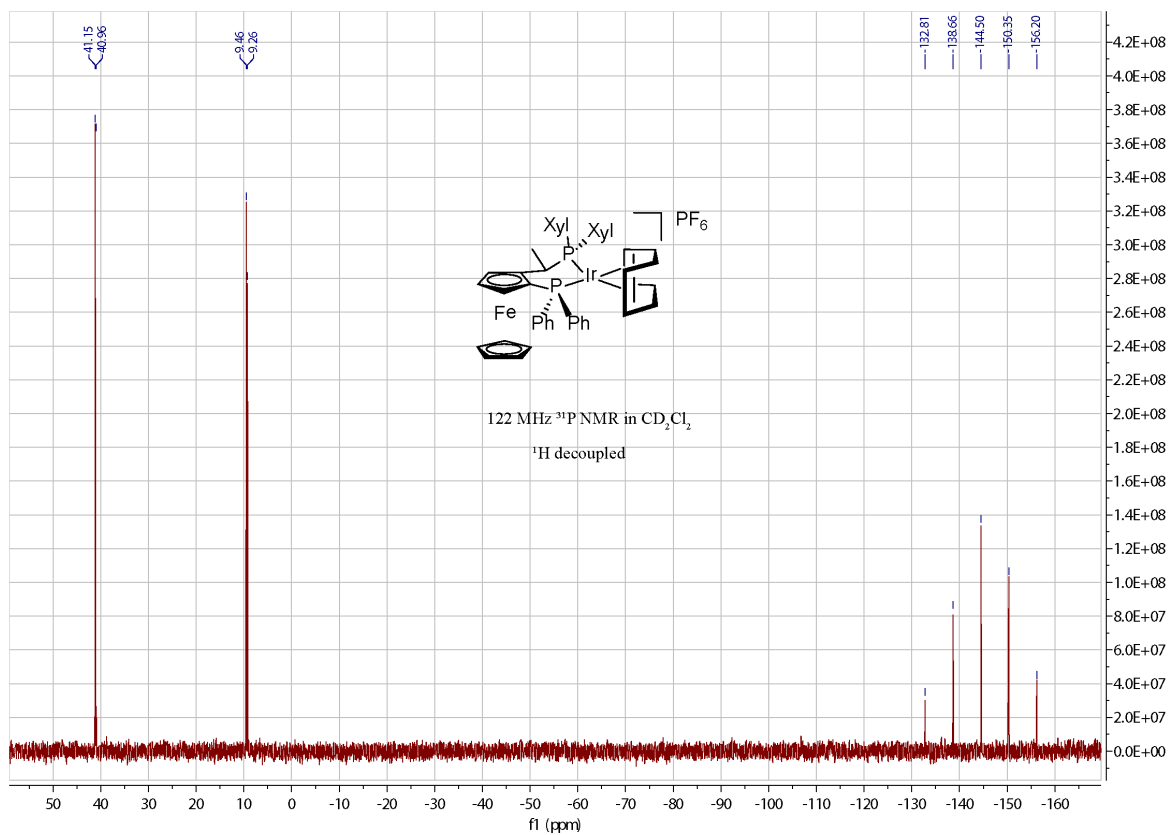 41.15
40.96
9.46
9.26
-132.81
-138.66
-144.50
-150.35
-156.20
4.2E+08
4.0E+08
3.8E+08
3.6E+08
3.4E+08
3.2E+08
3.0E+08
2.8E+08
2.6E+08
2.4E+08
2.2E+08
2.0E+08
1.8E+08
1.6E+08
1.4E+08
1.2E+08
1.0E+08
8.0E+07
6.0E+07
4.0E+07
2.0E+07
0.0E+00
Xyl
Xyl
PF₆
P
Ir
P
Fe
Ph
Ph
122 MHz ³¹P NMR in CD₂Cl₂
¹H decoupled
50 40 30 20 10 0 -10 -20 -30 -40 -50 -60 -70 -80 -90 -100 -110 -120 -130 -140 -150 -160
f1 (ppm)